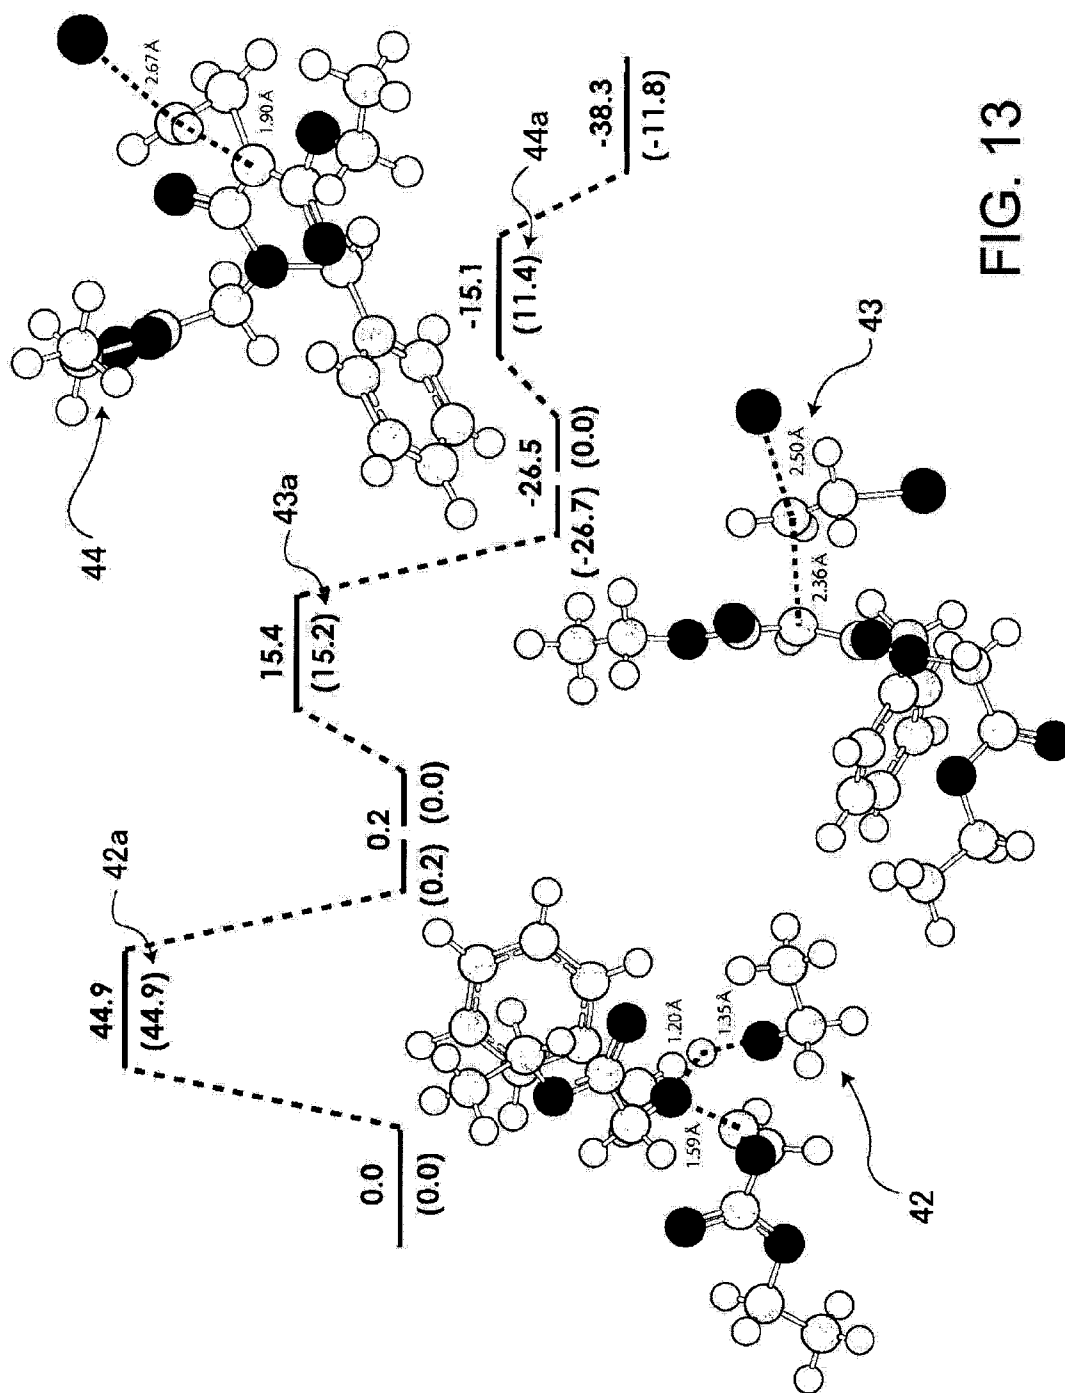 0.0
(0.0)
44.9
(44.9)
42a
0.2
(0.2) (0.0)
15.4
(15.2)
43a
-26.5
(-26.7) (0.0)
-15.1
(11.4)
44a
-38.3
(-11.8)
44
2.67 Å
1.90 Å
42
1.59 Å
1.20 Å
1.35 Å
43
2.36 Å
2.50 Å
FIG. 13